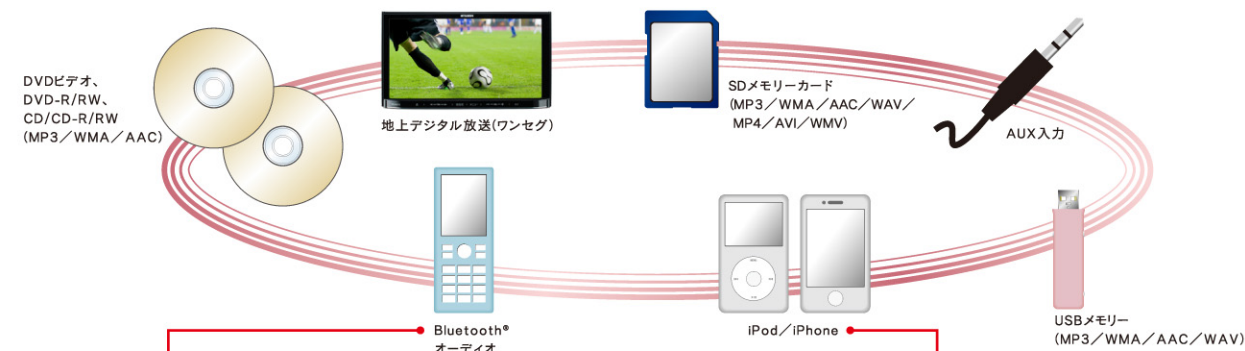 DVDビデオ、
DVD-R/RW、
CD/CD-R/RW
(MP3/WMA/AAC)
地上デジタル放送(ワンセグ)
SDメモリーカード
(MP3/WMA/AAC/WAV/
MP4/AVI/WMV)
AUX入力
Bluetooth®
オーディオ
iPod/iPhone
USBメモリー
(MP3/WMA/AAC/WAV)